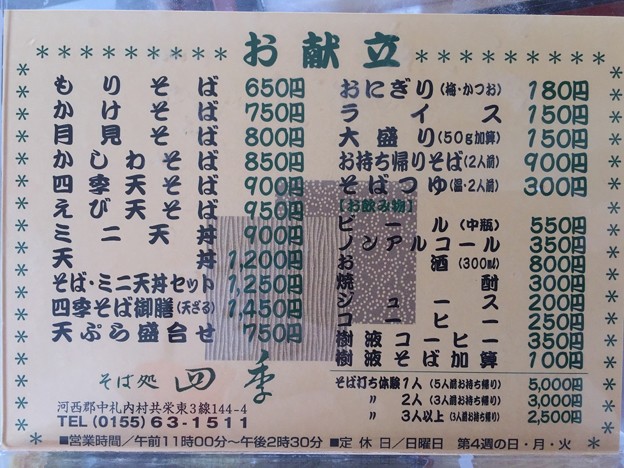 お献立
もりそば 650円
かけそば 750円
月見そば 800円
かしわそば 850円
四季天そば 900円
えび天そば 950円
ミニ天丼 900円
天丼 1,200円
そば・ミニ天丼セット 1,250円
四季そば御膳(天ざる) 1,450円
天ぷら盛合せ 750円
おにぎり(梅・かつお) 180円
ライス 150円
大盛り(50g加算) 150円
お持ち帰りそば(2人前) 900円
そばつゆ(温・2人前) 300円
[お飲み物]
ビール(中瓶) 550円
ノンアルコール 350円
お酒(300ml) 800円
焼酎 300円
ジュース 200円
コーヒー 250円
樹液コーヒー 350円
樹液そば加算 100円
そば打ち体験1人(5人前お持ち帰り) 5,000円
〃 2人(3人前お持ち帰り) 3,000円
〃 3人以上(3人前お持ち帰り) 2,500円
そば処 四季
河西郡中札内村共栄東3線144-4
TEL(0155)63-1511
■営業時間/午前11時00分〜午後2時30分 ■定休日/日曜日 第4週の日・月・火